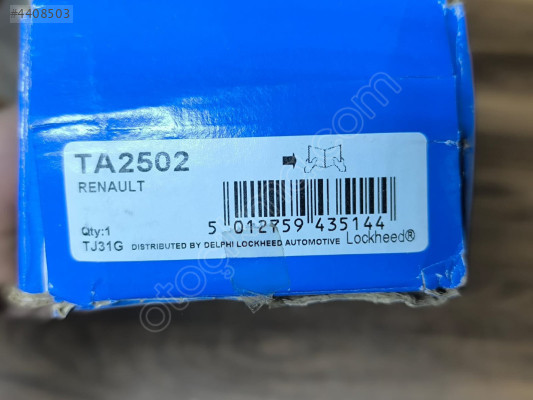 #4408503
TA2502
RENAULT
5 012759 435144
Qty:1
TJ31G DISTRIBUTED BY DELPHI LOCKHEED AUTOMOTIVE Lockheed®